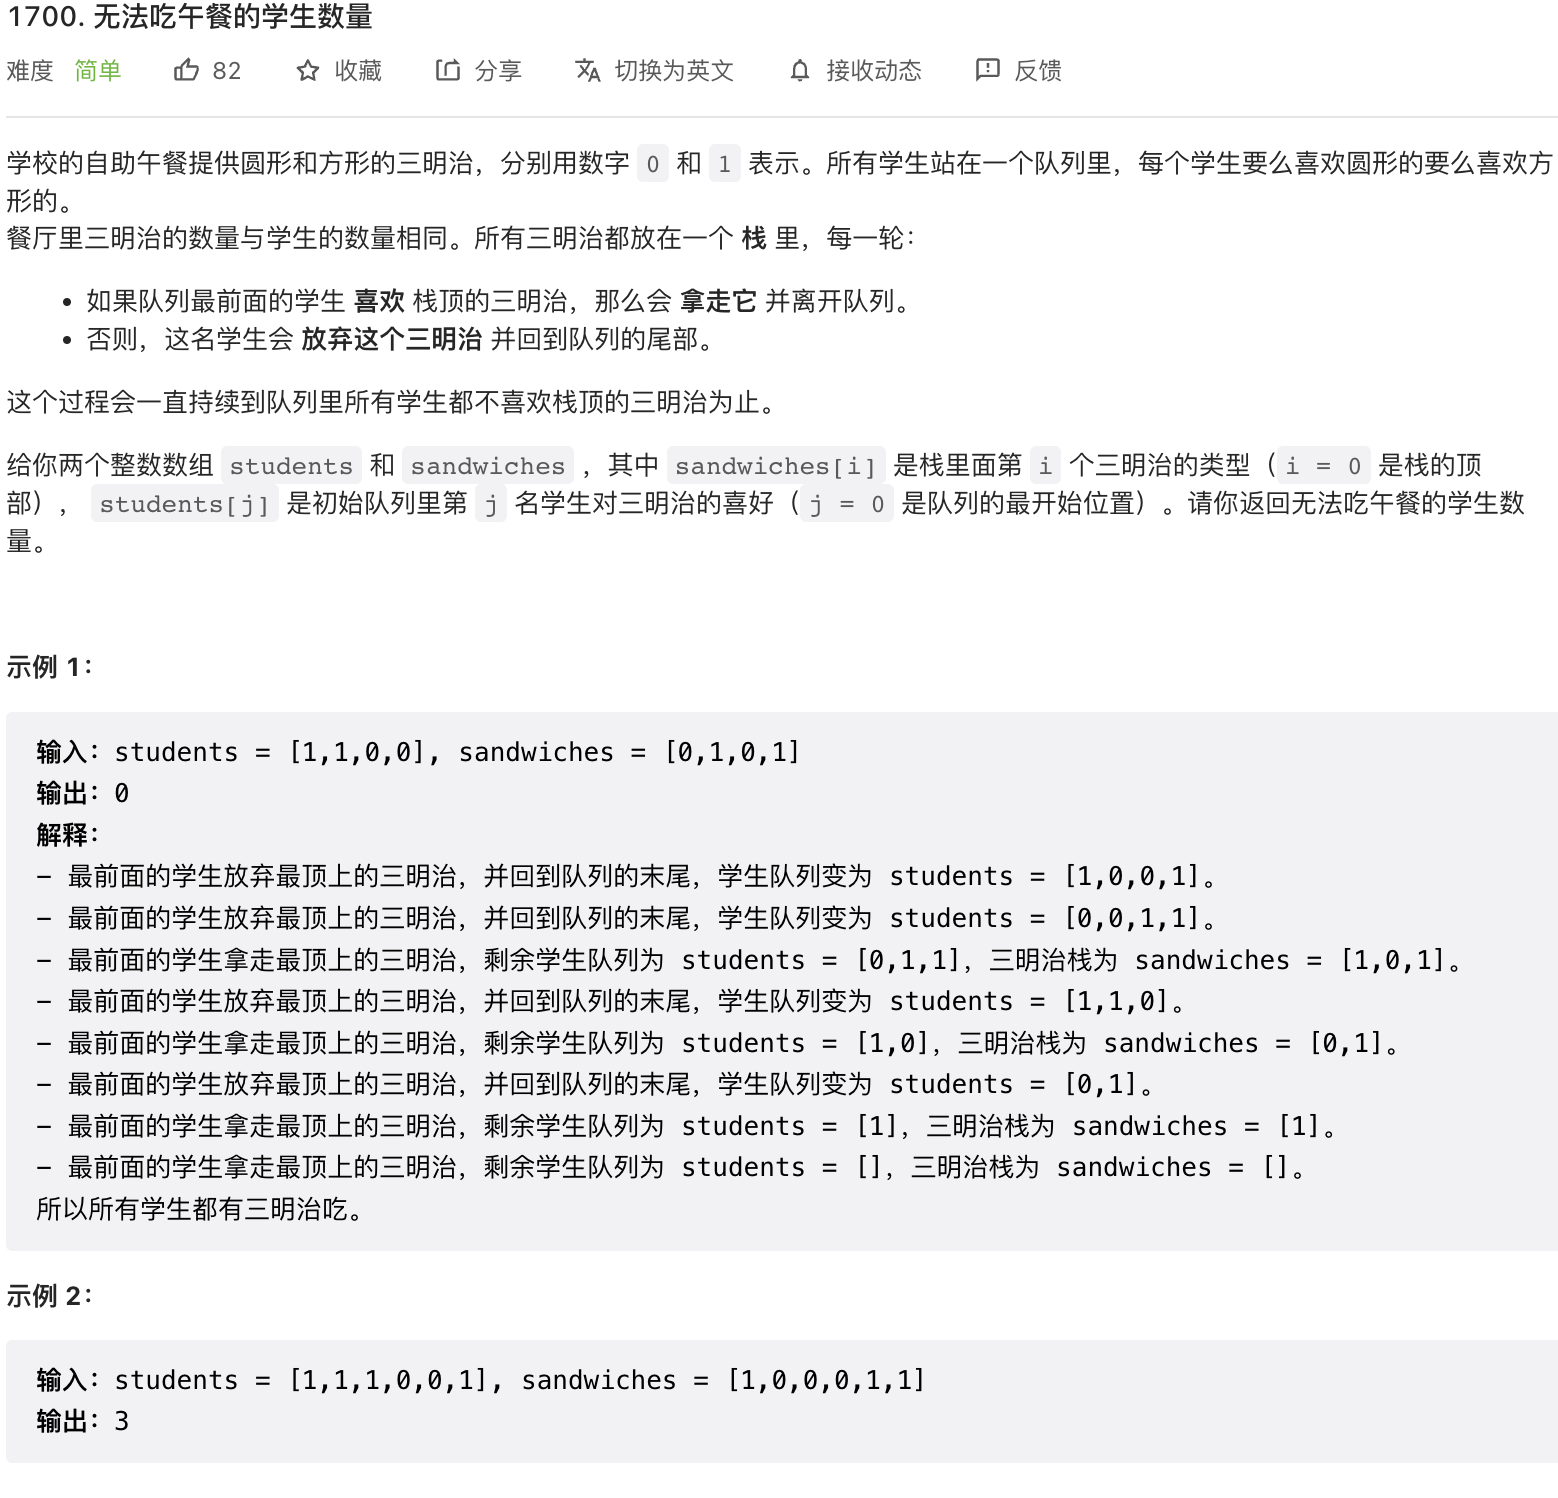 1700. 无法吃午餐的学生数量
难度 简单 82 收藏 分享 切换为英文 接收动态 反馈
学校的自助午餐提供圆形和方形的三明治，分别用数字 0 和 1 表示。所有学生站在一个队列里，每个学生要么喜欢圆形的要么喜欢方
形的。
餐厅里三明治的数量与学生的数量相同。所有三明治都放在一个 栈 里，每一轮：
• 如果队列最前面的学生 喜欢 栈顶的三明治，那么会 拿走它 并离开队列。
• 否则，这名学生会 放弃这个三明治 并回到队列的尾部。
这个过程会一直持续到队列里所有学生都不喜欢栈顶的三明治为止。
给你两个整数数组 students 和 sandwiches ，其中 sandwiches[i] 是栈里面第 i 个三明治的类型（i = 0 是栈的顶
部）， students[j] 是初始队列里第 j 名学生对三明治的喜好（j = 0 是队列的最开始位置）。请你返回无法吃午餐的学生数
量。
示例 1：
输入：students = [1,1,0,0], sandwiches = [0,1,0,1]
输出：0
解释：
- 最前面的学生放弃最顶上的三明治，并回到队列的末尾，学生队列变为 students = [1,0,0,1]。
- 最前面的学生放弃最顶上的三明治，并回到队列的末尾，学生队列变为 students = [0,0,1,1]。
- 最前面的学生拿走最顶上的三明治，剩余学生队列为 students = [0,1,1]，三明治栈为 sandwiches = [1,0,1]。
- 最前面的学生放弃最顶上的三明治，并回到队列的末尾，学生队列变为 students = [1,1,0]。
- 最前面的学生拿走最顶上的三明治，剩余学生队列为 students = [1,0]，三明治栈为 sandwiches = [0,1]。
- 最前面的学生放弃最顶上的三明治，并回到队列的末尾，学生队列变为 students = [0,1]。
- 最前面的学生拿走最顶上的三明治，剩余学生队列为 students = [1]，三明治栈为 sandwiches = [1]。
- 最前面的学生拿走最顶上的三明治，剩余学生队列为 students = []，三明治栈为 sandwiches = []。
所以所有学生都有三明治吃。
示例 2：
输入：students = [1,1,1,0,0,1], sandwiches = [1,0,0,0,1,1]
输出：3